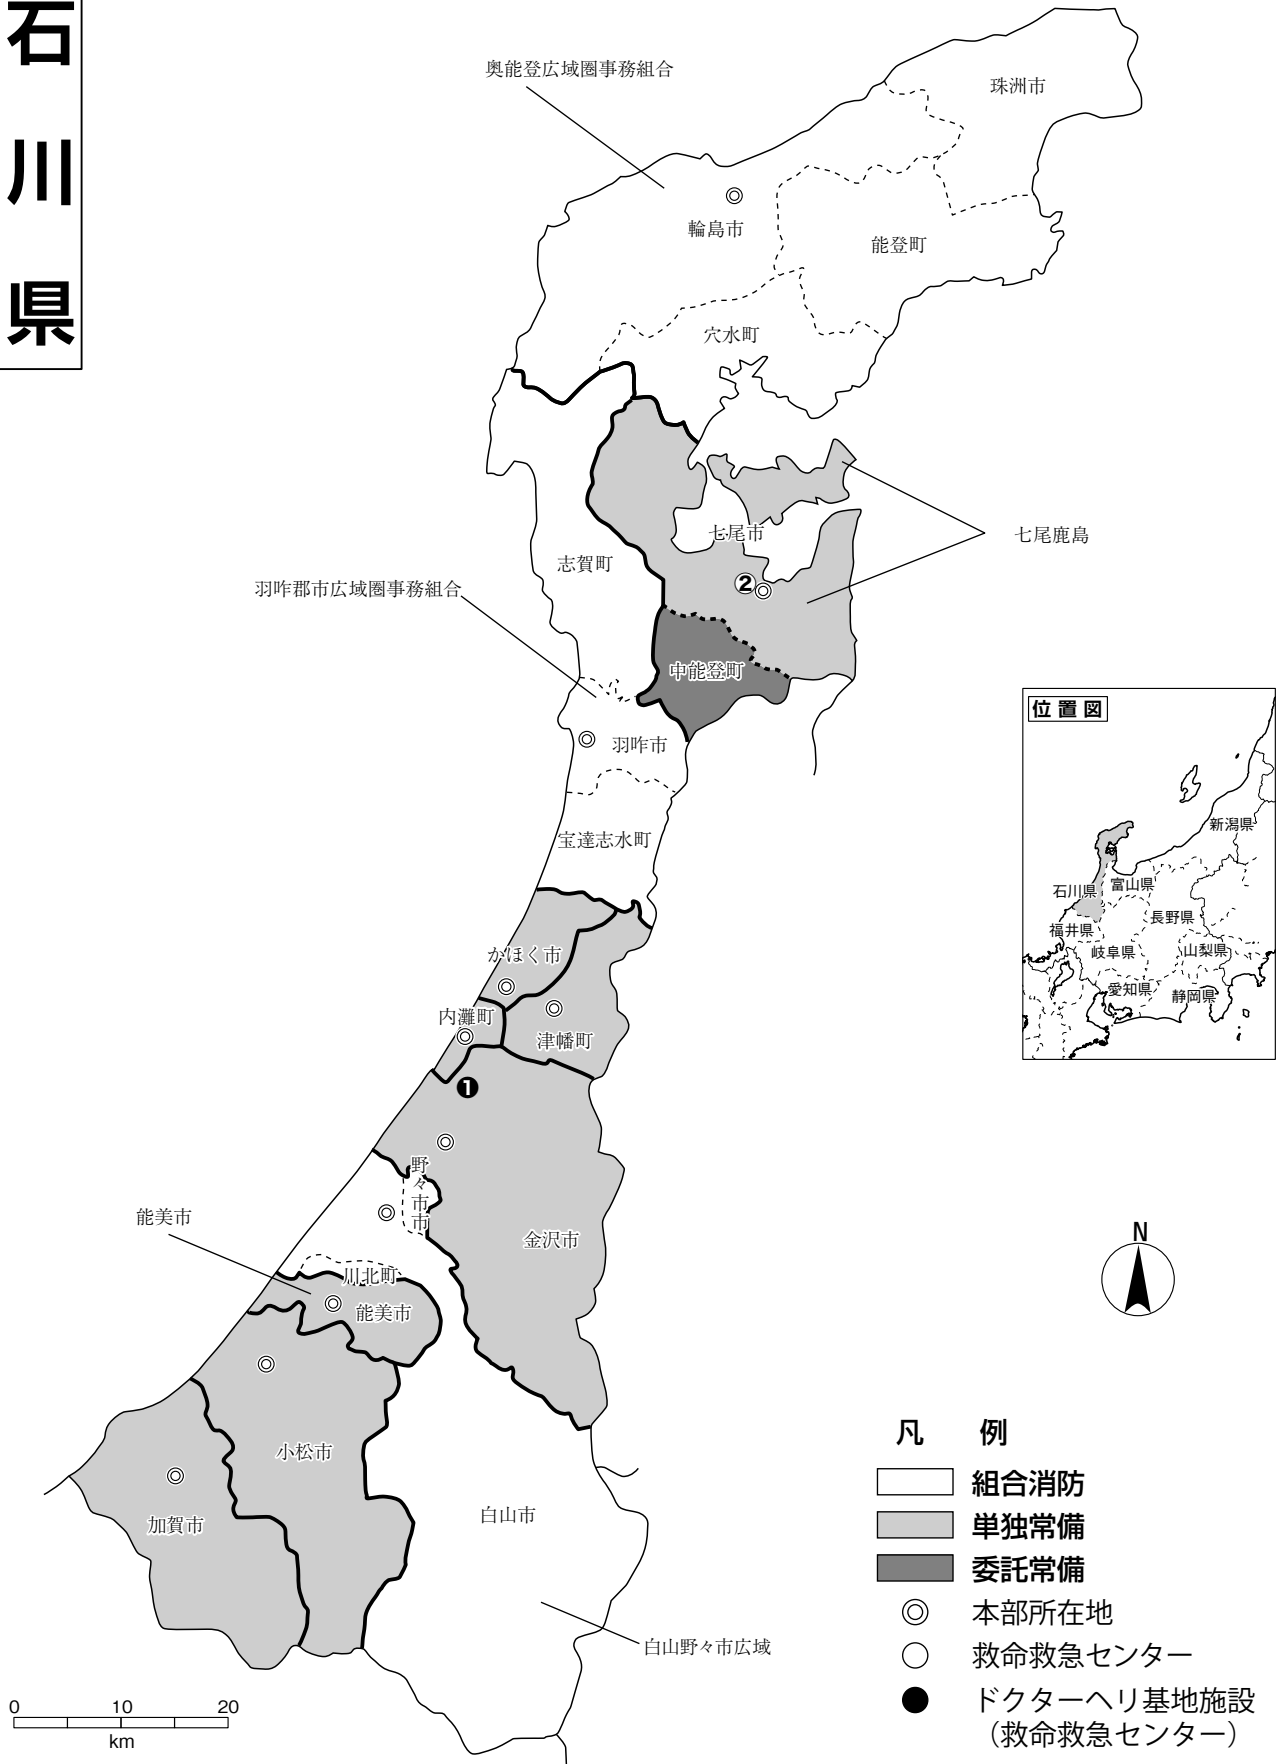 石川県
奥能登広域圏事務組合
珠洲市
輪島市
能登町
穴水町
七尾市
七尾鹿島
志賀町
②
羽咋郡市広域圏事務組合
中能登町
羽咋市
宝達志水町
かほく市
内灘町
津幡町
❶
野々市市
能美市
金沢市
川北町
能美市
小松市
加賀市
白山市
白山野々市広域
位置図
新潟県
石川県
富山県
長野県
福井県
岐阜県
山梨県
愛知県
静岡県
N
凡　例
組合消防
単独常備
委託常備
本部所在地
救命救急センター
ドクターヘリ基地施設
（救命救急センター）
0 10 20
km